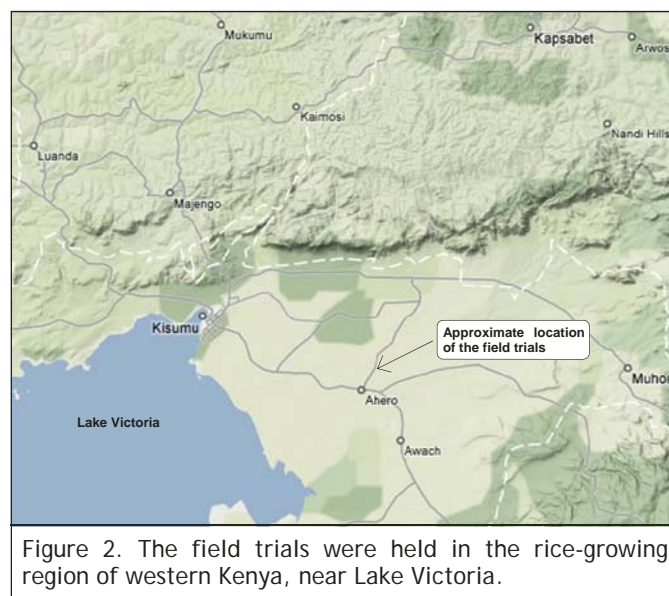 Mukumu
Kapsabet
Arwos
Kaimosi
Nandi Hills
Luanda
Majengo
Kisumu
Approximate location
of the field trials
Muhor
Ahero
Lake Victoria
Awach
Figure 2. The field trials were held in the rice-growing
region of western Kenya, near Lake Victoria.